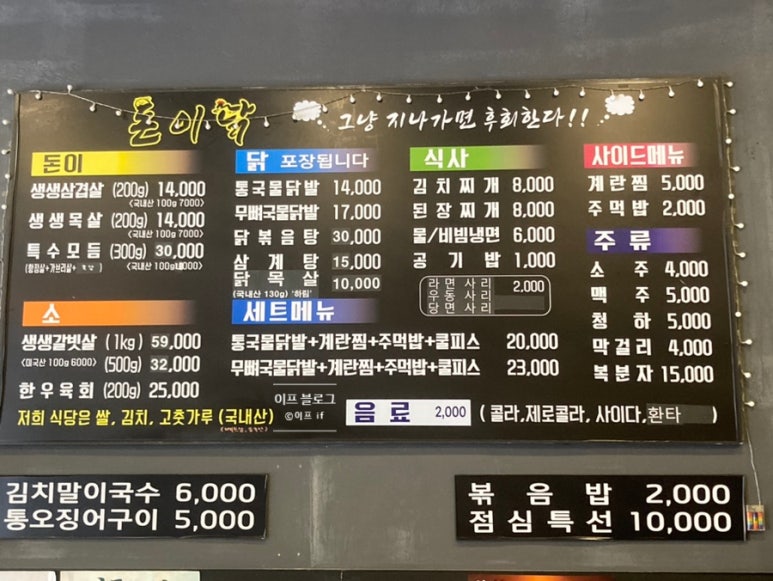 돈이닭 그냥 지나가면 후회한다!!
돈이
생생삼겹살 (200g) 14,000
<국내산 100g 7000>
생생목살 (200g) 14,000
<국내산 100g 7000>
특수모듬 (300g) 30,000
소
생생갈빗살 (1kg) 59,000
<미국산 100g 6000> (500g) 32,000
한우육회 (200g) 25,000
저희 식당은 쌀, 김치, 고춧가루 (국내산)
닭 포장됩니다
통국물닭발 14,000
무뼈국물닭발 17,000
닭볶음탕 30,000
삼계탕 15,000
닭목살 10,000
(국내산 130g) '하림'
세트메뉴
통국물닭발+계란찜+주먹밥+쿨피스 20,000
무뼈국물닭발+계란찜+주먹밥+쿨피스 23,000
이프 블로그
©이프 if
음료 2,000 (콜라,제로콜라, 사이다,환타)
식사
김치찌개 8,000
된장찌개 8,000
물/비빔냉면 6,000
공기밥 1,000
라면사리 2,000
우동사리
당면사리
사이드메뉴
계란찜 5,000
주먹밥 2,000
주류
소주 4,000
맥주 5,000
청하 5,000
막걸리 4,000
복분자 15,000
김치말이국수 6,000
통오징어구이 5,000
볶음밥 2,000
점심특선 10,000